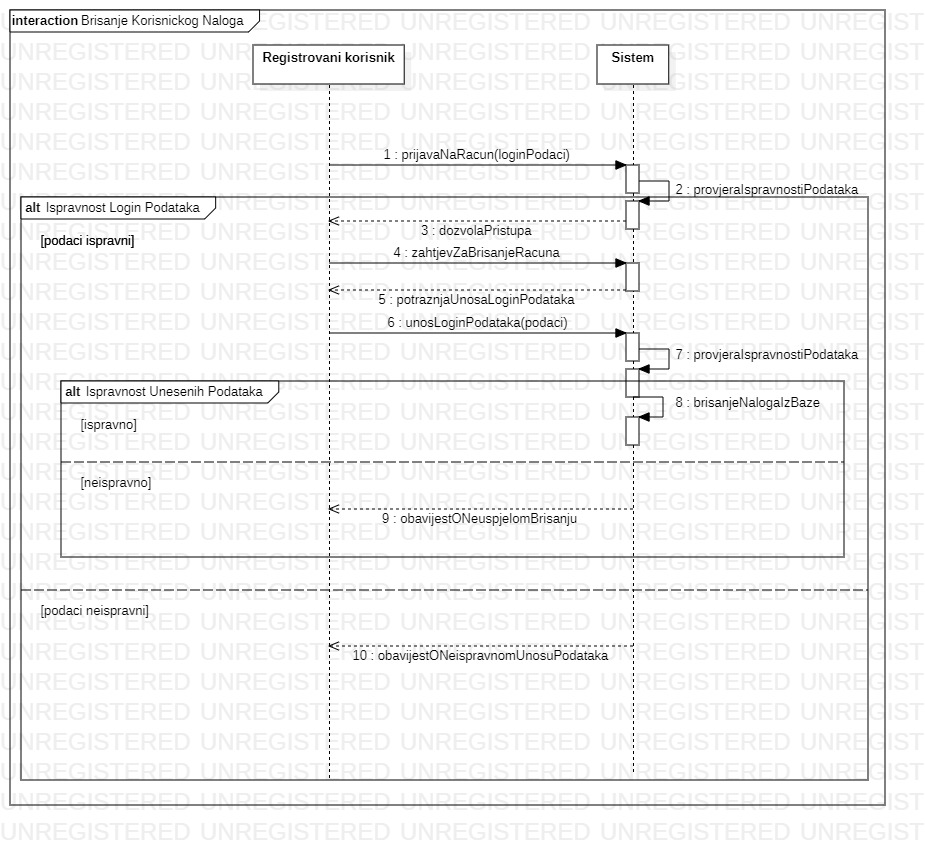 interaction Brisanje Korisnickog Naloga
Registrovani korisnik
Sistem
1 : prijavaNaRacun(loginPodaci)
2 : provjeraIspravnostiPodataka
alt Ispravnost Login Podataka
[podaci ispravni]
3 : dozvolaPristupa
4 : zahtjevZaBrisanjeRacuna
5 : potraznjaUnosaLoginPodataka
6 : unosLoginPodataka(podaci)
7 : provjeraIspravnostiPodataka
alt Ispravnost Unesenih Podataka
8 : brisanjeNalogaIzBaze
[ispravno]
[neispravno]
9 : obavijestONeuspjelomBrisanju
[podaci neispravni]
10 : obavijestONeispravnomUnosuPodataka
UNREGISTERED UNREGISTERED UNREGISTERED UNREGISTERED UNREGIST